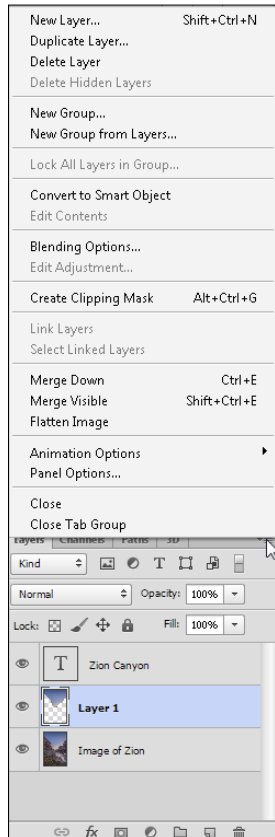 New Layer... Shift+Ctrl+N
Duplicate Layer...
Delete Layer
Delete Hidden Layers
New Group...
New Group from Layers...
Lock All Layers in Group...
Convert to Smart Object
Edit Contents
Blending Options...
Edit Adjustment...
Create Clipping Mask Alt+Ctrl+G
Link Layers
Select Linked Layers
Merge Down Ctrl+E
Merge Visible Shift+Ctrl+E
Flatten Image
Animation Options
Panel Options...
Close
Close Tab Group
Layers Channels Paths 3D
Kind T
Normal Opacity: 100%
Lock: Fill: 100%
T Zion Canyon
Layer 1
Image of Zion
fx